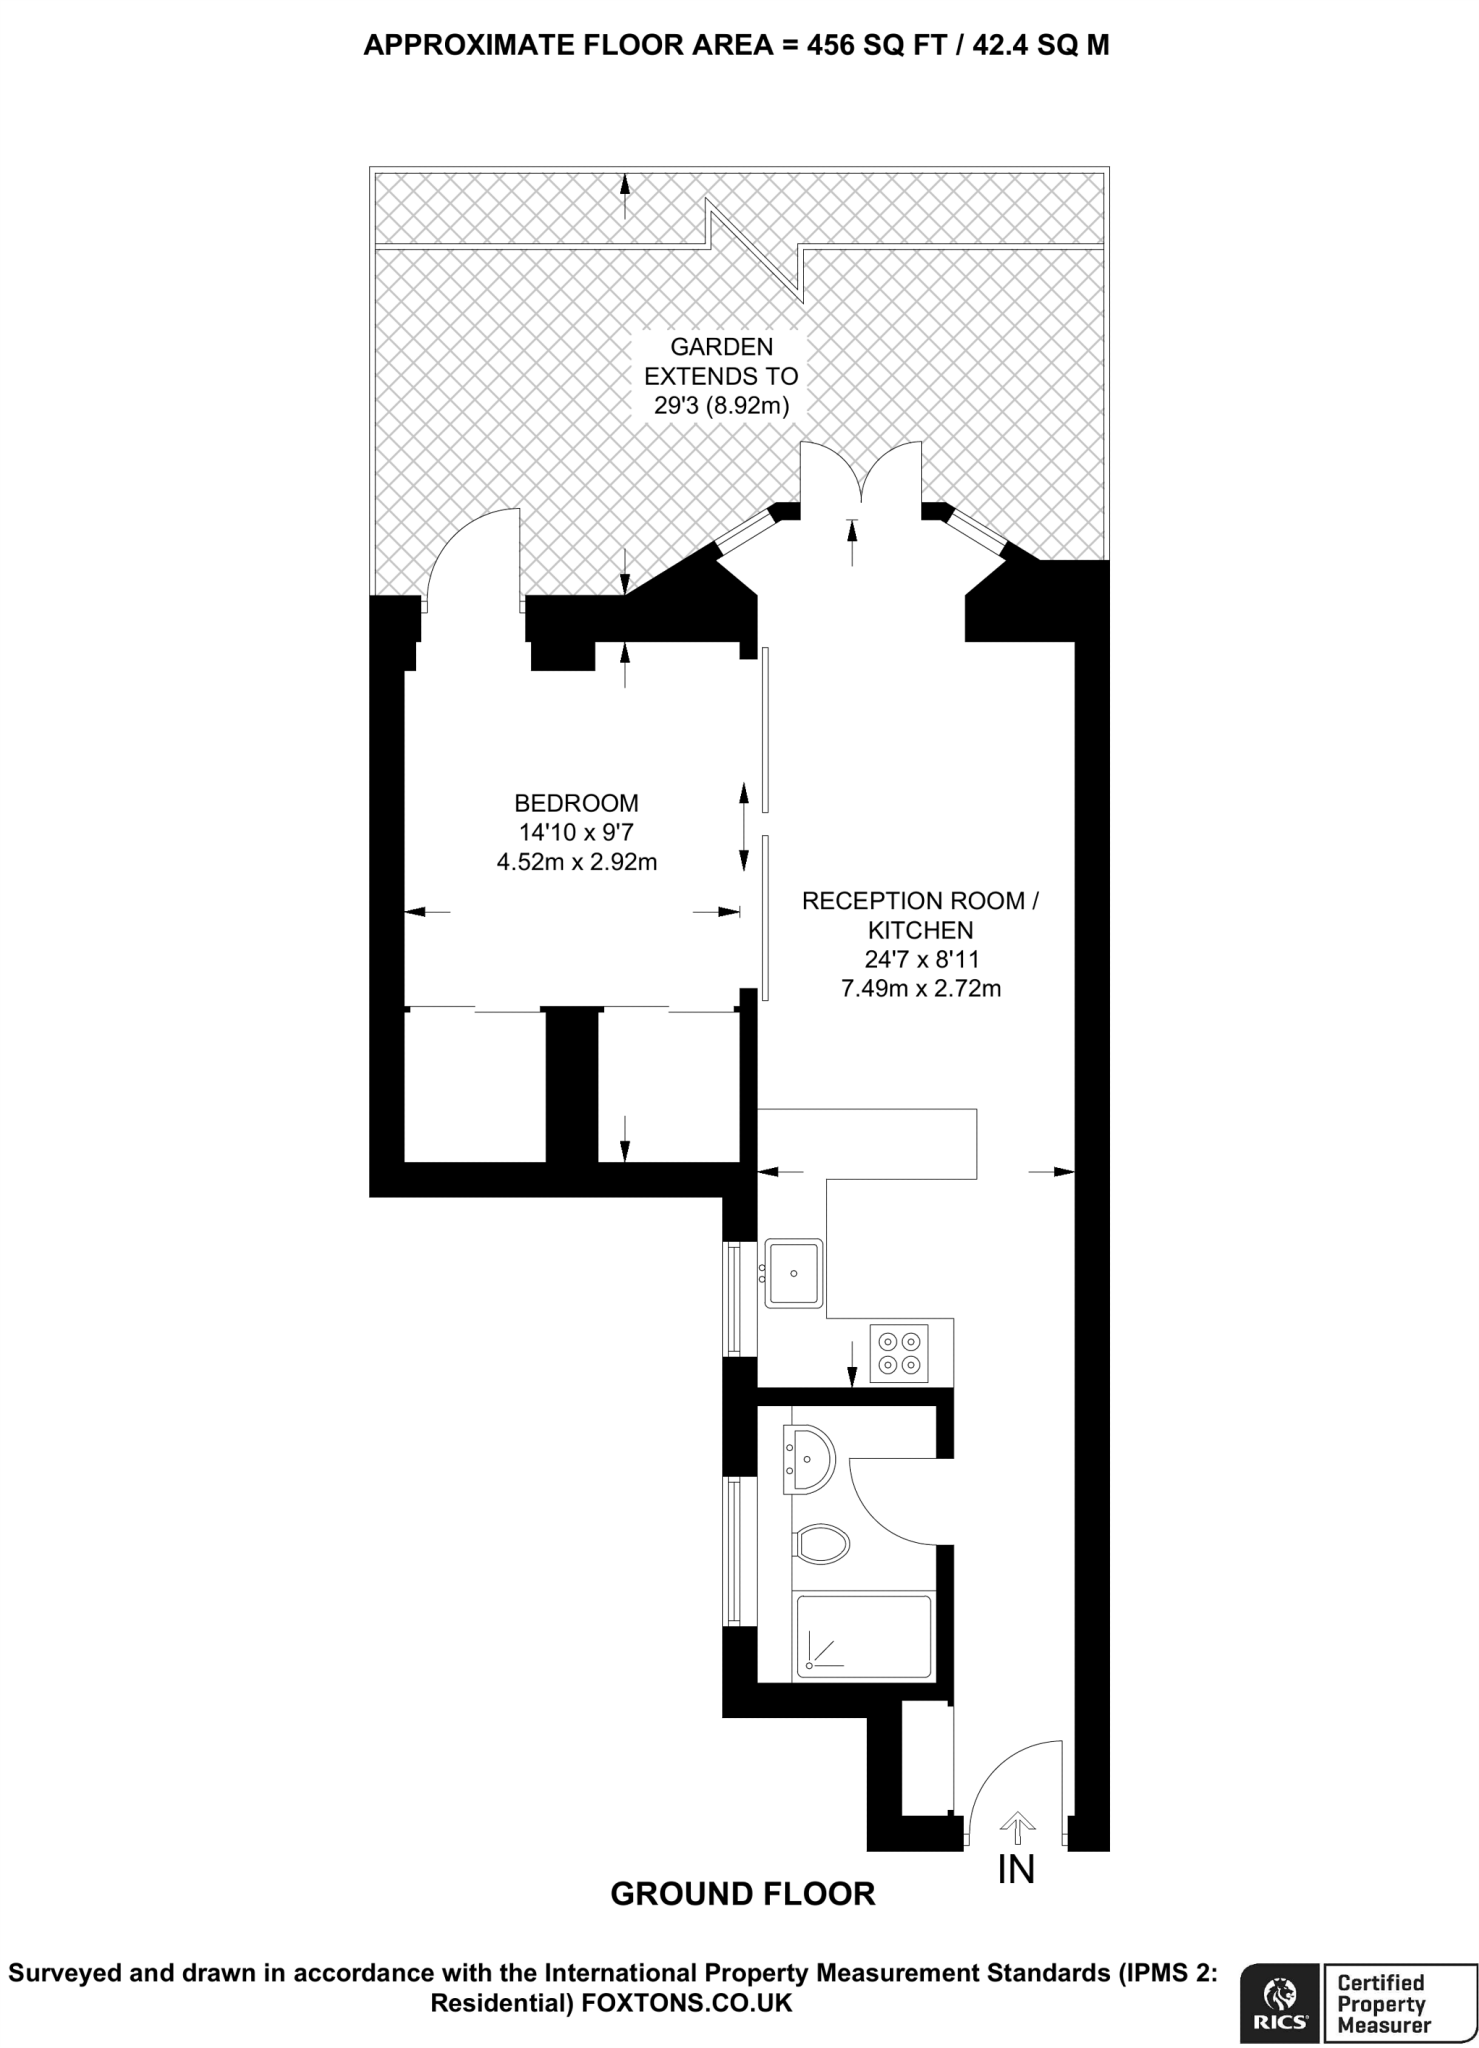 APPROXIMATE FLOOR AREA = 456 SQ FT / 42.4 SQ M
GARDEN
EXTENDS TO
29'3 (8.92m)
BEDROOM
14'10 x 9'7
4.52m x 2.92m
RECEPTION ROOM /
KITCHEN
24'7 x 8'11
7.49m x 2.72m
IN
GROUND FLOOR
Surveyed and drawn in accordance with the International Property Measurement Standards (IPMS 2:
Residential) FOXTONS.CO.UK
RICS
Certified
Property
Measurer